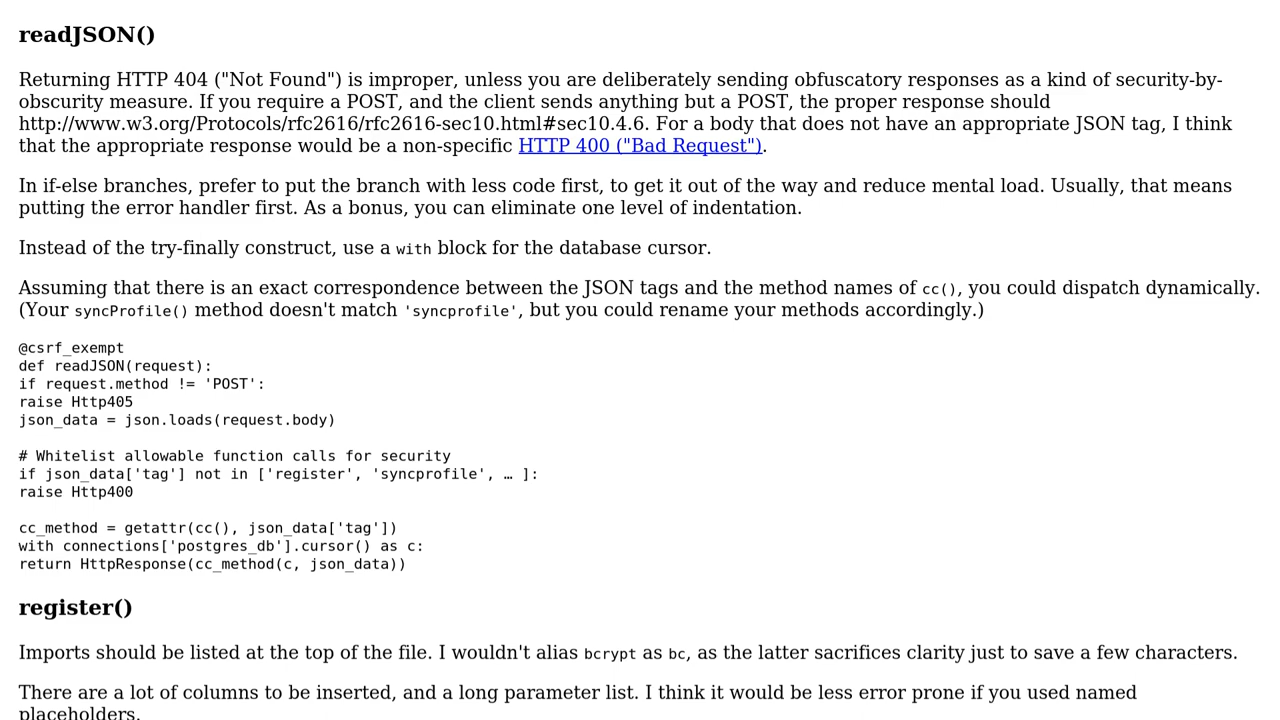 readJSON()
Returning HTTP 404 ("Not Found") is improper, unless you are deliberately sending obfuscatory responses as a kind of security-by-
obscurity measure. If you require a POST, and the client sends anything but a POST, the proper response should
http://www.w3.org/Protocols/rfc2616/rfc2616-sec10.html#sec10.4.6. For a body that does not have an appropriate JSON tag, I think
that the appropriate response would be a non-specific HTTP 400 ("Bad Request").
In if-else branches, prefer to put the branch with less code first, to get it out of the way and reduce mental load. Usually, that means
putting the error handler first. As a bonus, you can eliminate one level of indentation.
Instead of the try-finally construct, use a with block for the database cursor.
Assuming that there is an exact correspondence between the JSON tags and the method names of cc(), you could dispatch dynamically.
(Your syncProfile() method doesn't match 'syncprofile', but you could rename your methods accordingly.)
@csrf_exempt
def readJSON(request):
if request.method != 'POST':
raise Http405
json_data = json.loads(request.body)
# Whitelist allowable function calls for security
if json_data['tag'] not in ['register', 'syncprofile', … ]:
raise Http400
cc_method = getattr(cc(), json_data['tag'])
with connections['postgres_db'].cursor() as c:
return HttpResponse(cc_method(c, json_data))
register()
Imports should be listed at the top of the file. I wouldn't alias bcrypt as bc, as the latter sacrifices clarity just to save a few characters.
There are a lot of columns to be inserted, and a long parameter list. I think it would be less error prone if you used named
placeholders.